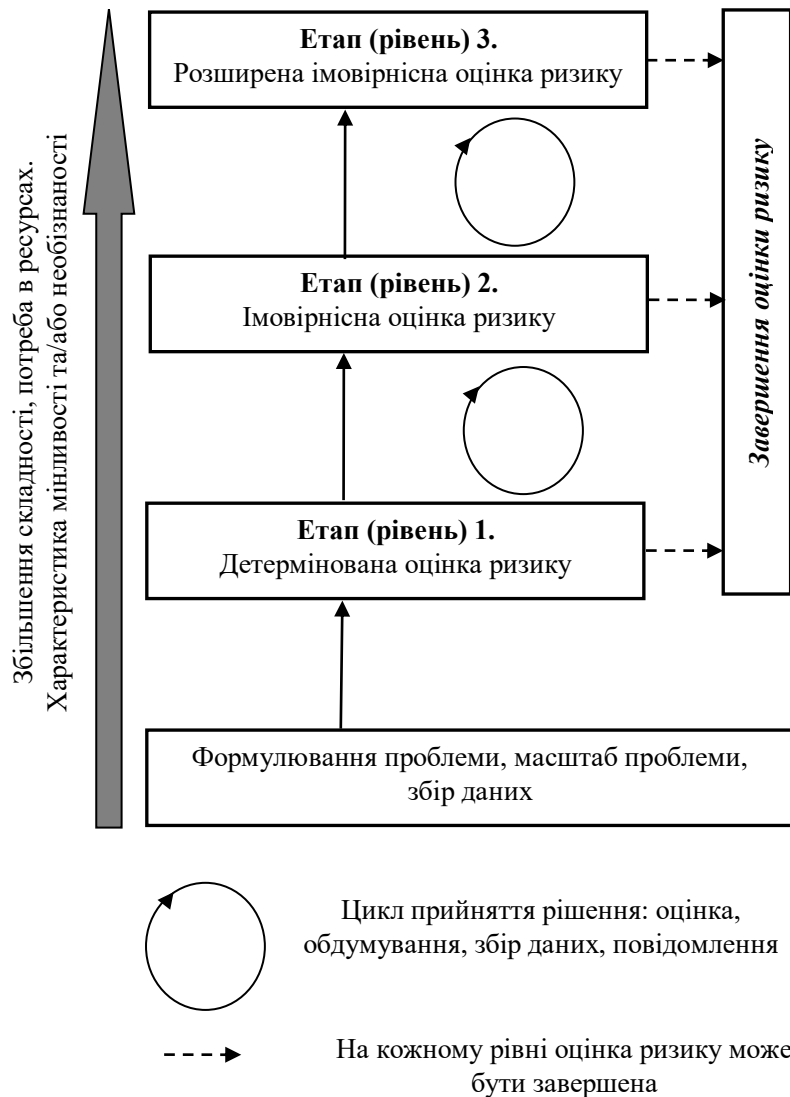 Етап (рівень) 3.
Розширена імовірнісна оцінка ризику
Етап (рівень) 2.
Імовірнісна оцінка ризику
Етап (рівень) 1.
Детермінована оцінка ризику
Формулювання проблеми, масштаб проблеми,
збір даних
Збільшення складності, потреба в ресурсах.
Характеристика мінливості та/або необізнаності
Завершення оцінки ризику
Цикл прийняття рішення: оцінка,
обдумування, збір даних, повідомлення
На кожному рівні оцінка ризику може
бути завершена